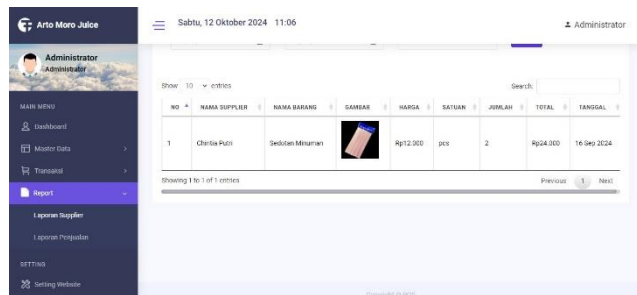 Arto Moro Juice
Sabtu, 12 Oktober 2024 11:06
Administrator
Administrator
Administrator
Show 10 entries
Search:
NO NAMA SUPPLIER NAMA BARANG GAMBAR HARGA SATUAN JUMLAH TOTAL TANGGAL
1 Chintia Putri Sedotan Minuman Rp12.000 pcs 2 Rp24.000 16 Sep 2024
Showing 1 to 1 of 1 entries
Previous 1 Next
MAIN MENU
Dashboard
Master Data
Transaksi
Report
Laporan Supplier
Laporan Penjualan
SETTING
Setting Website